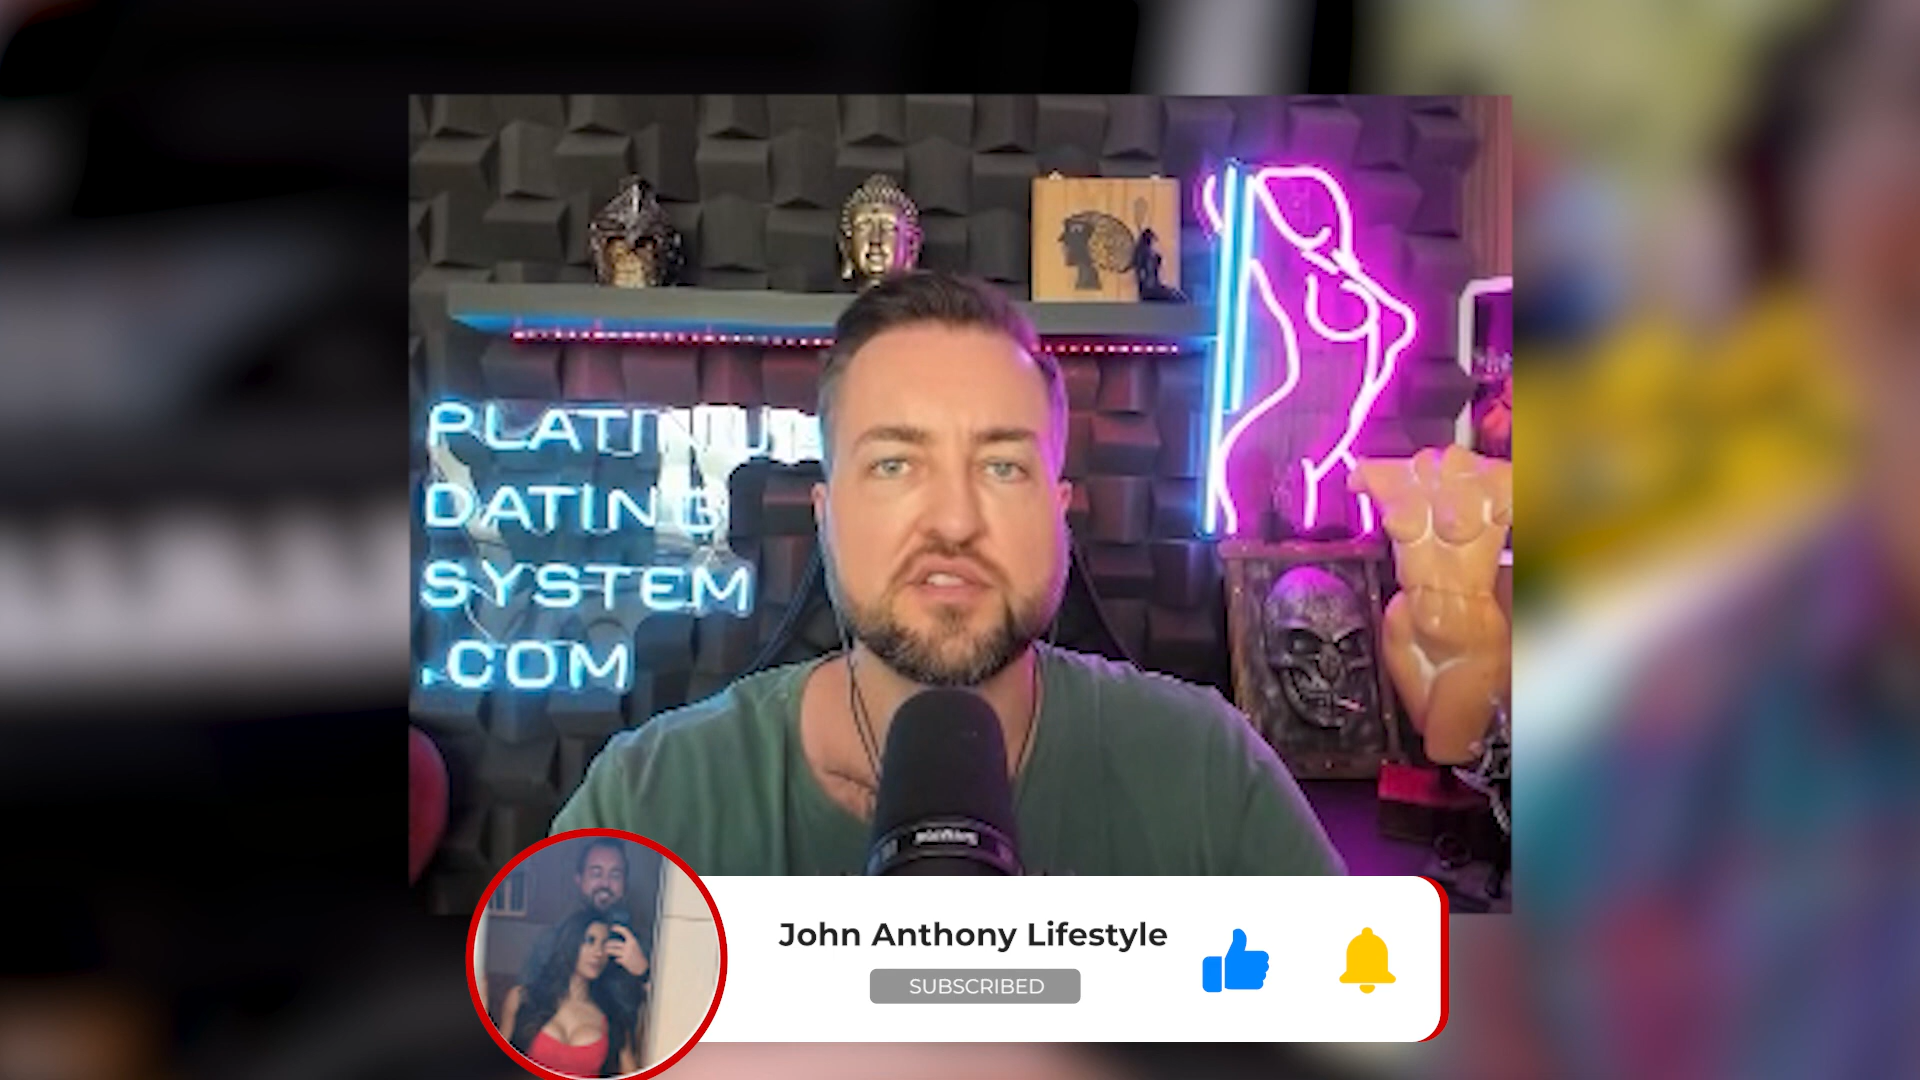 PLATINUM
DATING
SYSTEM
.COM
John Anthony Lifestyle
SUBSCRIBED